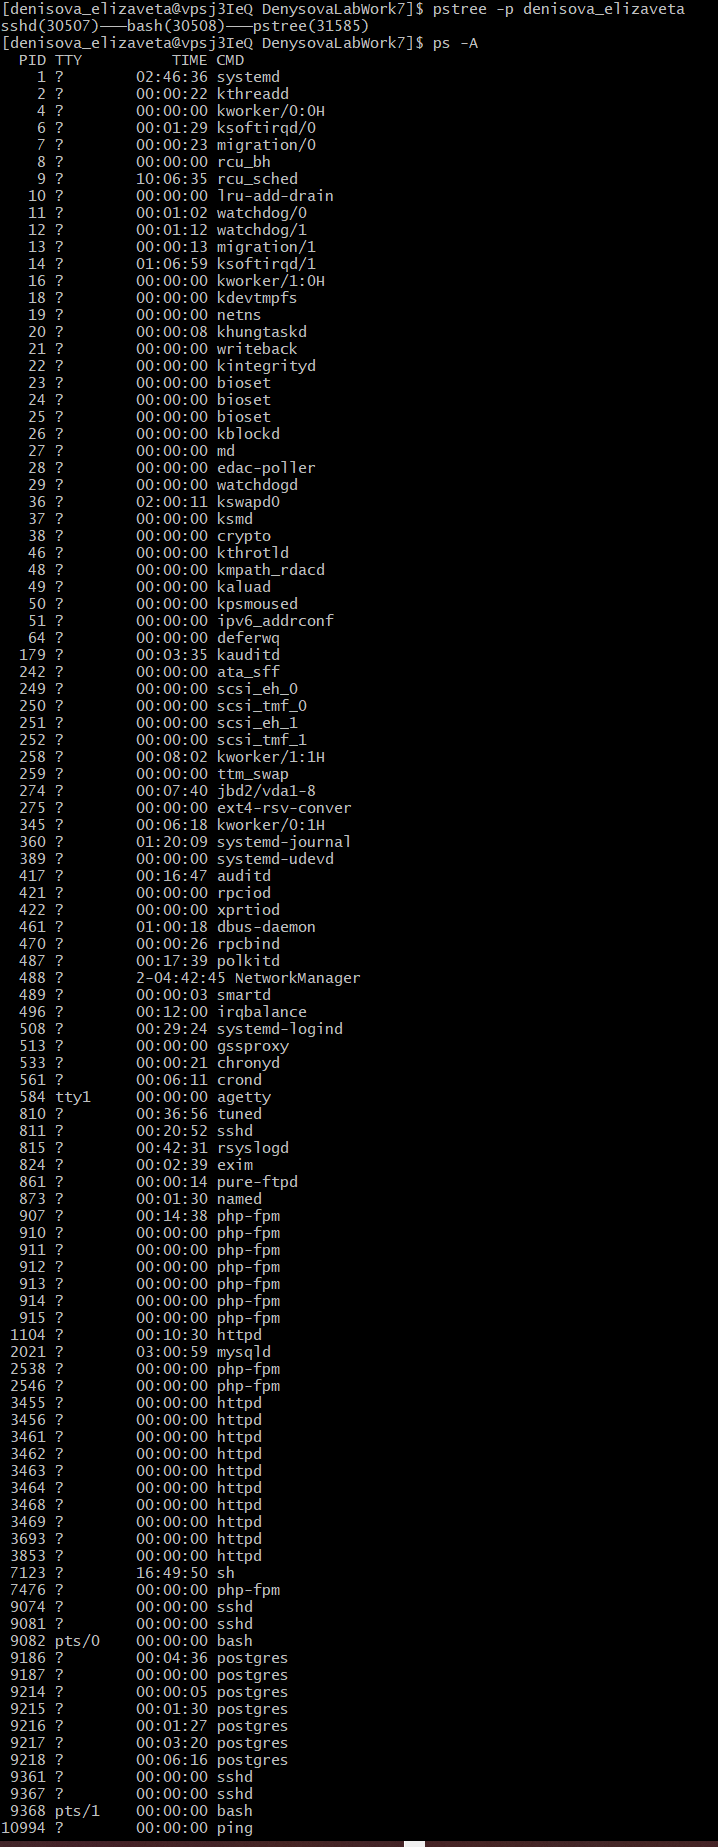 [denisova_elizaveta@vpsj3IeQ DenysovaLabWork7]$ pstree -p denisova_elizaveta
sshd(30507)───bash(30508)───pstree(31585)
[denisova_elizaveta@vpsj3IeQ DenysovaLabWork7]$ ps -A
  PID TTY          TIME CMD
    1 ?        02:46:36 systemd
    2 ?        00:00:22 kthreadd
    4 ?        00:00:00 kworker/0:0H
    6 ?        00:01:29 ksoftirqd/0
    7 ?        00:00:23 migration/0
    8 ?        00:00:00 rcu_bh
    9 ?        10:06:35 rcu_sched
   10 ?        00:00:00 lru-add-drain
   11 ?        00:01:02 watchdog/0
   12 ?        00:01:12 watchdog/1
   13 ?        00:00:13 migration/1
   14 ?        01:06:59 ksoftirqd/1
   16 ?        00:00:00 kworker/1:0H
   18 ?        00:00:00 kdevtmpfs
   19 ?        00:00:00 netns
   20 ?        00:00:08 khungtaskd
   21 ?        00:00:00 writeback
   22 ?        00:00:00 kintegrityd
   23 ?        00:00:00 bioset
   24 ?        00:00:00 bioset
   25 ?        00:00:00 bioset
   26 ?        00:00:00 kblockd
   27 ?        00:00:00 md
   28 ?        00:00:00 edac-poller
   29 ?        00:00:00 watchdogd
   36 ?        02:00:11 kswapd0
   37 ?        00:00:00 ksmd
   38 ?        00:00:00 crypto
   46 ?        00:00:00 kthrotld
   48 ?        00:00:00 kmpath_rdacd
   49 ?        00:00:00 kaluad
   50 ?        00:00:00 kpsmoused
   51 ?        00:00:00 ipv6_addrconf
   64 ?        00:00:00 deferwq
  179 ?        00:03:35 kauditd
  242 ?        00:00:00 ata_sff
  249 ?        00:00:00 scsi_eh_0
  250 ?        00:00:00 scsi_tmf_0
  251 ?        00:00:00 scsi_eh_1
  252 ?        00:00:00 scsi_tmf_1
  258 ?        00:08:02 kworker/1:1H
  259 ?        00:00:00 ttm_swap
  274 ?        00:07:40 jbd2/vda1-8
  275 ?        00:00:00 ext4-rsv-conver
  345 ?        00:06:18 kworker/0:1H
  360 ?        01:20:09 systemd-journal
  389 ?        00:00:00 systemd-udevd
  417 ?        00:16:47 auditd
  421 ?        00:00:00 rpciod
  422 ?        00:00:00 xprtiod
  461 ?        01:00:18 dbus-daemon
  470 ?        00:00:26 rpcbind
  487 ?        00:17:39 polkitd
  488 ?        2-04:42:45 NetworkManager
  489 ?        00:00:03 smartd
  496 ?        00:12:00 irqbalance
  508 ?        00:29:24 systemd-logind
  513 ?        00:00:00 gssproxy
  533 ?        00:00:21 chronyd
  561 ?        00:06:11 crond
  584 tty1     00:00:00 agetty
  810 ?        00:36:56 tuned
  811 ?        00:20:52 sshd
  815 ?        00:42:31 rsyslogd
  824 ?        00:02:39 exim
  861 ?        00:00:14 pure-ftpd
  873 ?        00:01:30 named
  907 ?        00:14:38 php-fpm
  910 ?        00:00:00 php-fpm
  911 ?        00:00:00 php-fpm
  912 ?        00:00:00 php-fpm
  913 ?        00:00:00 php-fpm
  914 ?        00:00:00 php-fpm
  915 ?        00:00:00 php-fpm
 1104 ?        00:10:30 httpd
 2021 ?        03:00:59 mysqld
 2538 ?        00:00:00 php-fpm
 2546 ?        00:00:00 php-fpm
 3455 ?        00:00:00 httpd
 3456 ?        00:00:00 httpd
 3461 ?        00:00:00 httpd
 3462 ?        00:00:00 httpd
 3463 ?        00:00:00 httpd
 3464 ?        00:00:00 httpd
 3468 ?        00:00:00 httpd
 3469 ?        00:00:00 httpd
 3693 ?        00:00:00 httpd
 3853 ?        00:00:00 httpd
 7123 ?        16:49:50 sh
 7476 ?        00:00:00 php-fpm
 9074 ?        00:00:00 sshd
 9081 ?        00:00:00 sshd
 9082 pts/0    00:00:00 bash
 9186 ?        00:04:36 postgres
 9187 ?        00:00:00 postgres
 9214 ?        00:00:05 postgres
 9215 ?        00:01:30 postgres
 9216 ?        00:01:27 postgres
 9217 ?        00:03:20 postgres
 9218 ?        00:06:16 postgres
 9361 ?        00:00:00 sshd
 9367 ?        00:00:00 sshd
 9368 pts/1    00:00:00 bash
10994 ?        00:00:00 ping